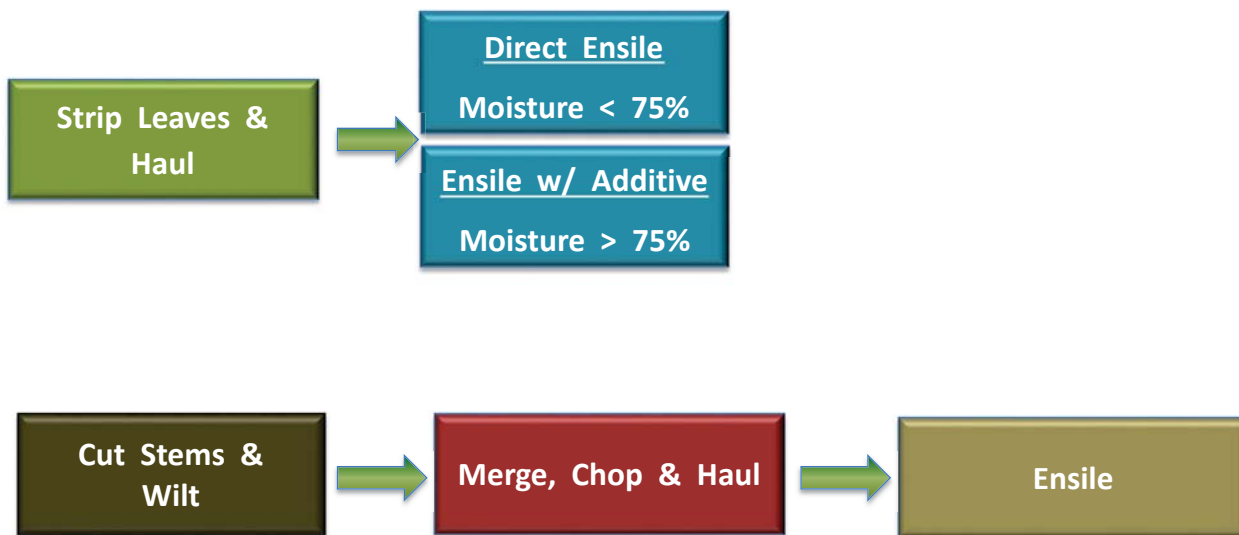 Strip Leaves &
Haul
Direct Ensile
Moisture < 75%
Ensile w/ Additive
Moisture > 75%
Cut Stems &
Wilt
Merge, Chop & Haul
Ensile